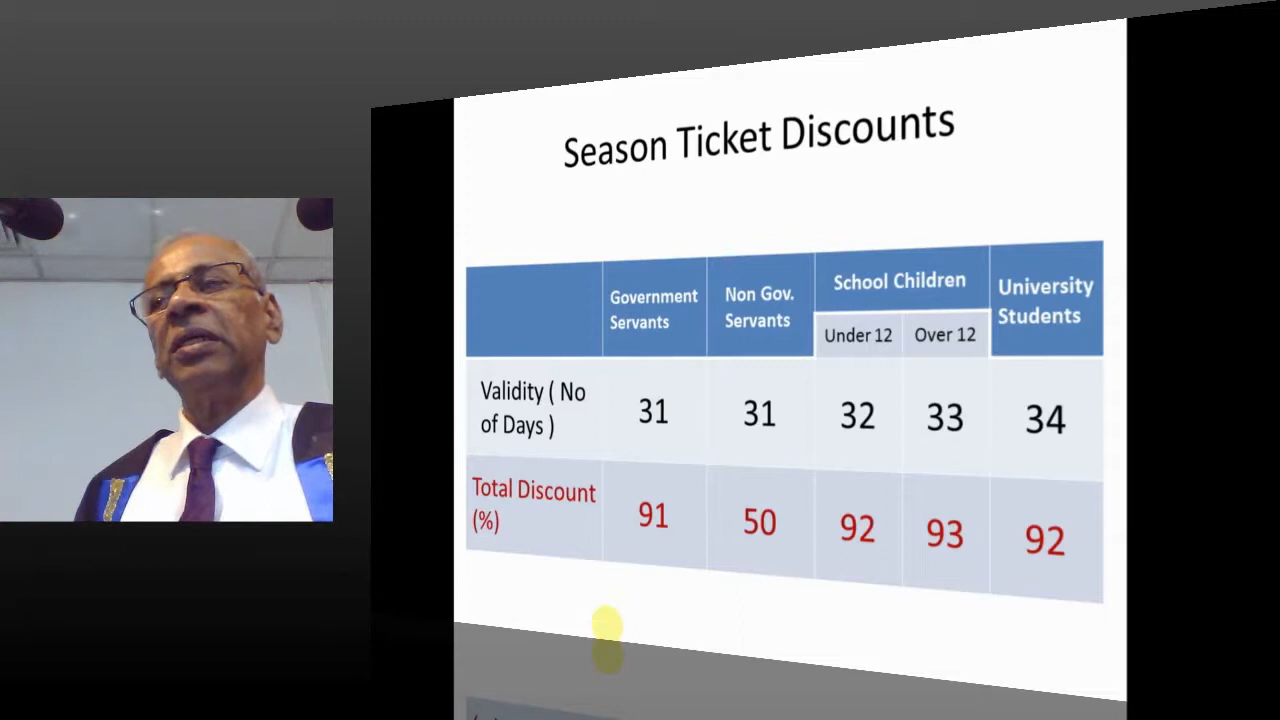 Season Ticket Discounts
Government
Servants
Non Gov.
Servants
School Children
University
Students
Under 12
Over 12
Validity ( No
of Days )
31
31
32
33
34
Total Discount
(%)
91
50
92
93
92